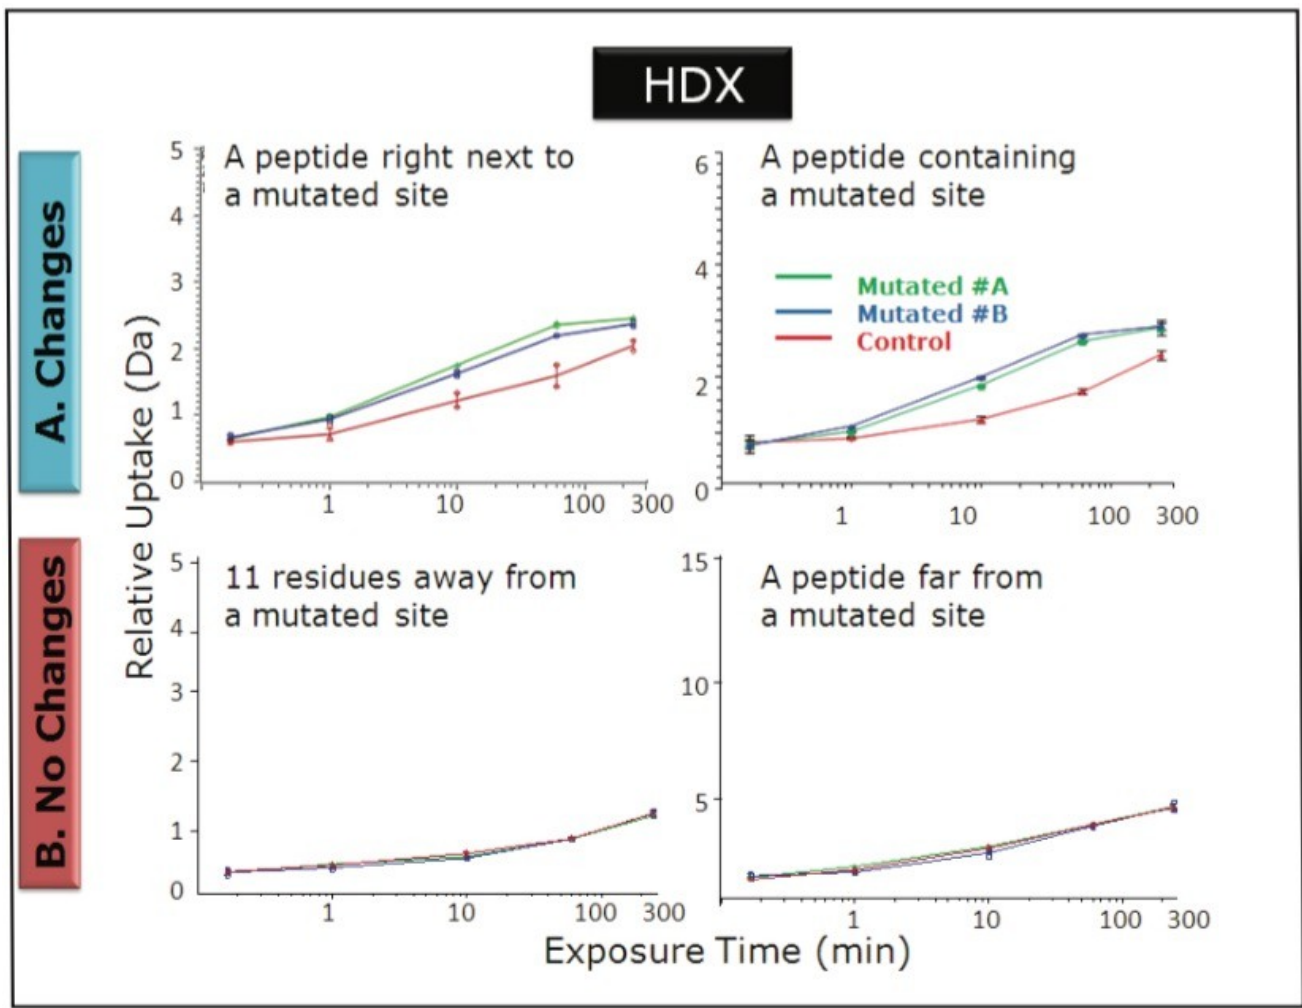 HDX
A. Changes
B. No Changes
Relative Uptake (Da)
A peptide right next to
a mutated site
5
4
3
2
1
0
1 10 100 300
A peptide containing
a mutated site
6
4
2
0
Mutated #A
Mutated #B
Control
1 10 100 300
11 residues away from
a mutated site
5
4
3
2
1
0
1 10 100 300
A peptide far from
a mutated site
15
10
5
1 10 100 300
Exposure Time (min)